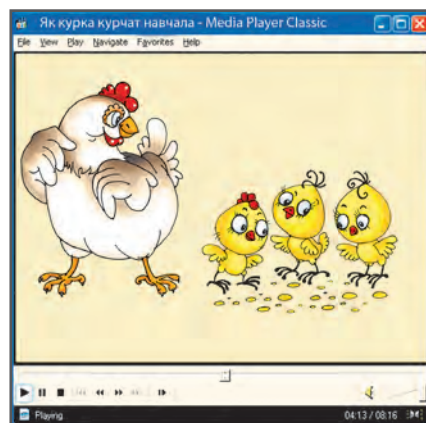 Як курка курчат навчала - Media Player Classic
File View Play Navigate Favorites Help
Playing 04:13 / 08:16